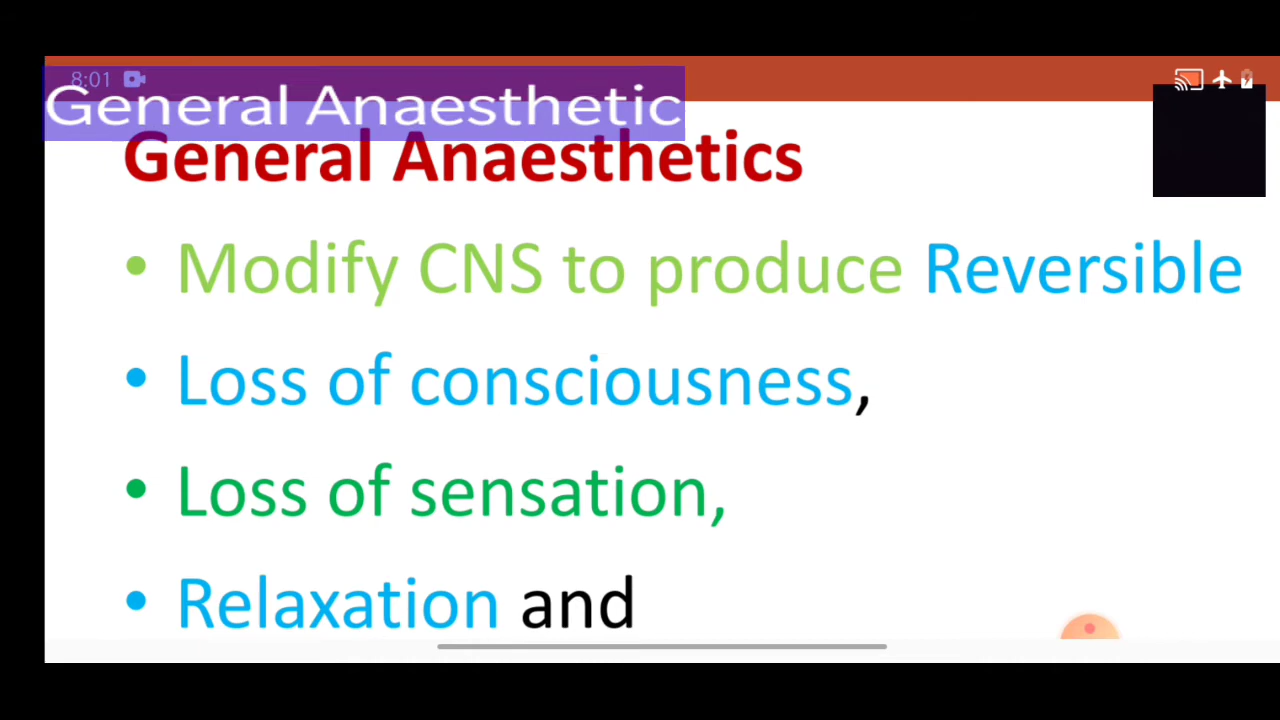 8:01
General Anaesthetic
General Anaesthetics
• Modify CNS to produce Reversible
• Loss of consciousness,
• Loss of sensation,
• Relaxation and